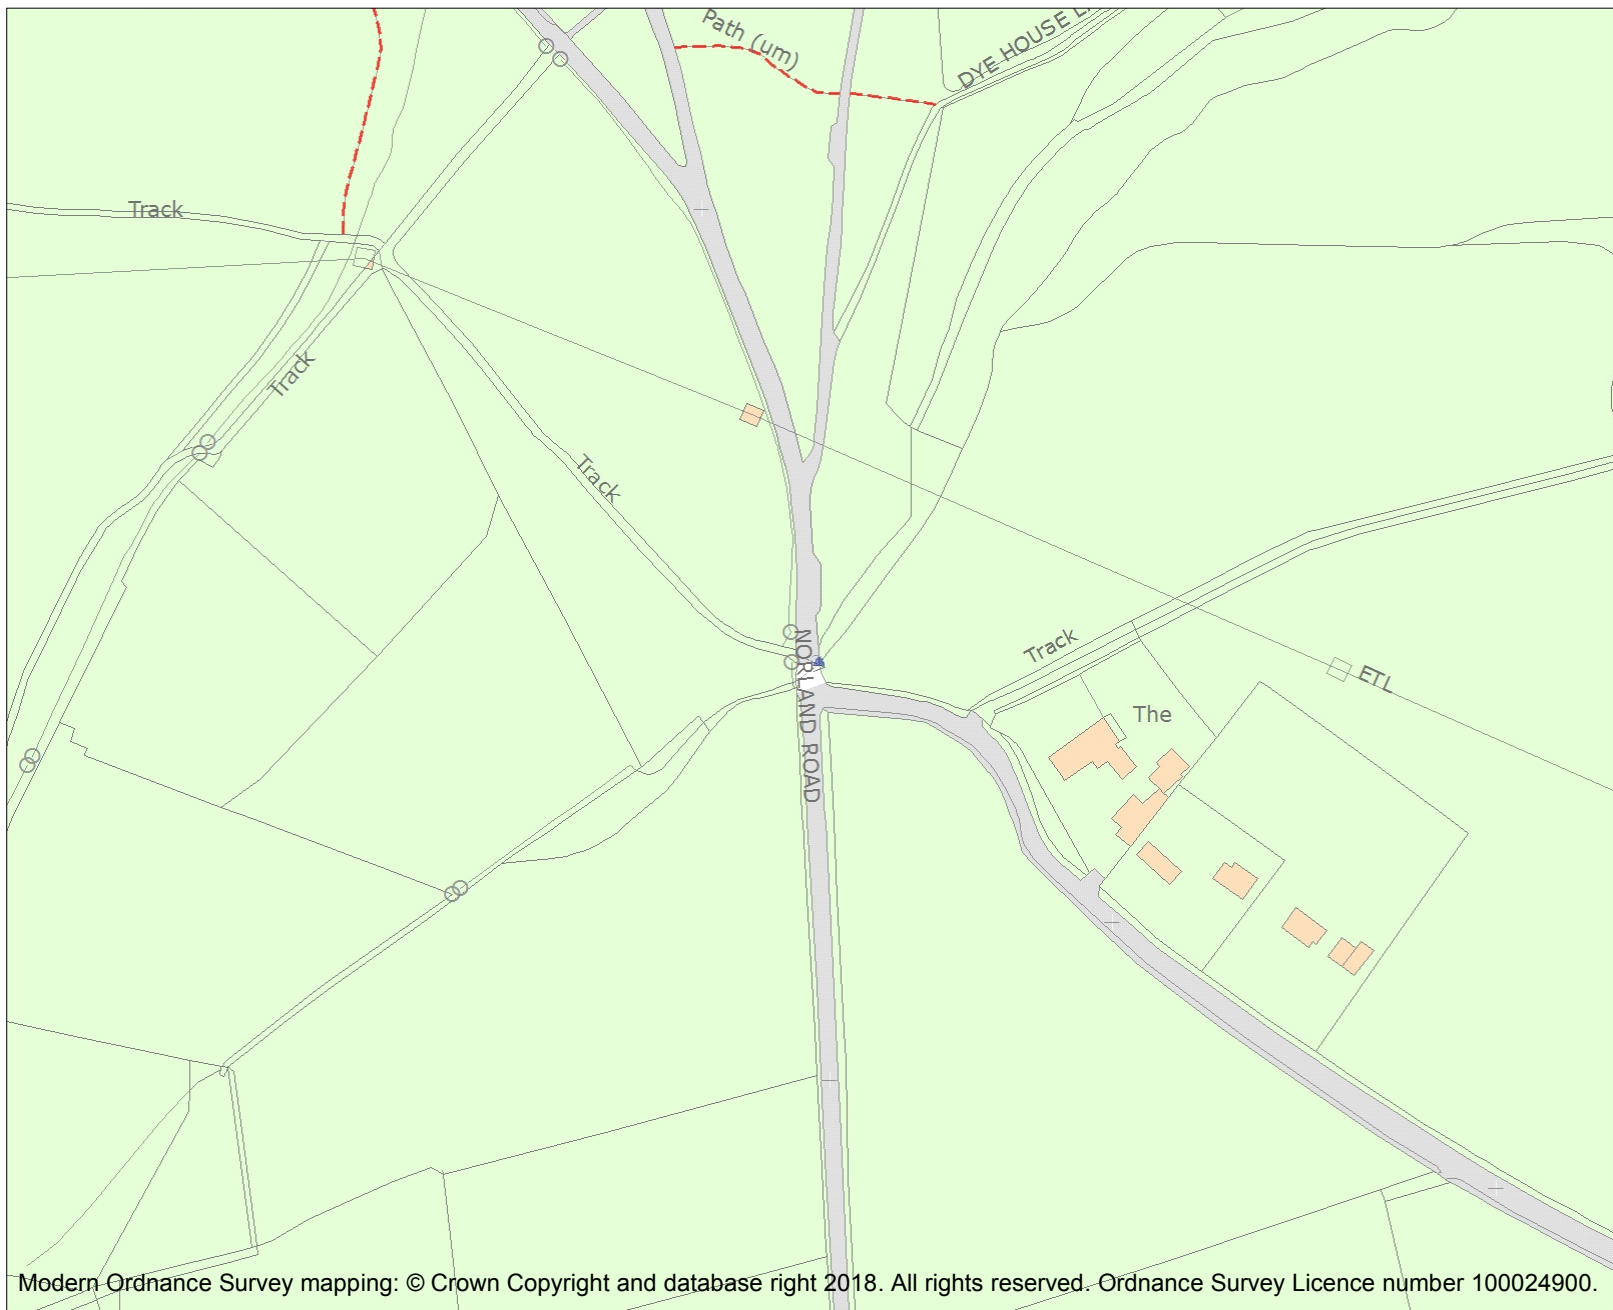 Path (um)
DYE HOUSE
Track
Track
Track
NORLAND ROAD
Track
ETL
The
Modern Ordnance Survey mapping: © Crown Copyright and database right 2018. All rights reserved. Ordnance Survey Licence number 100024900.